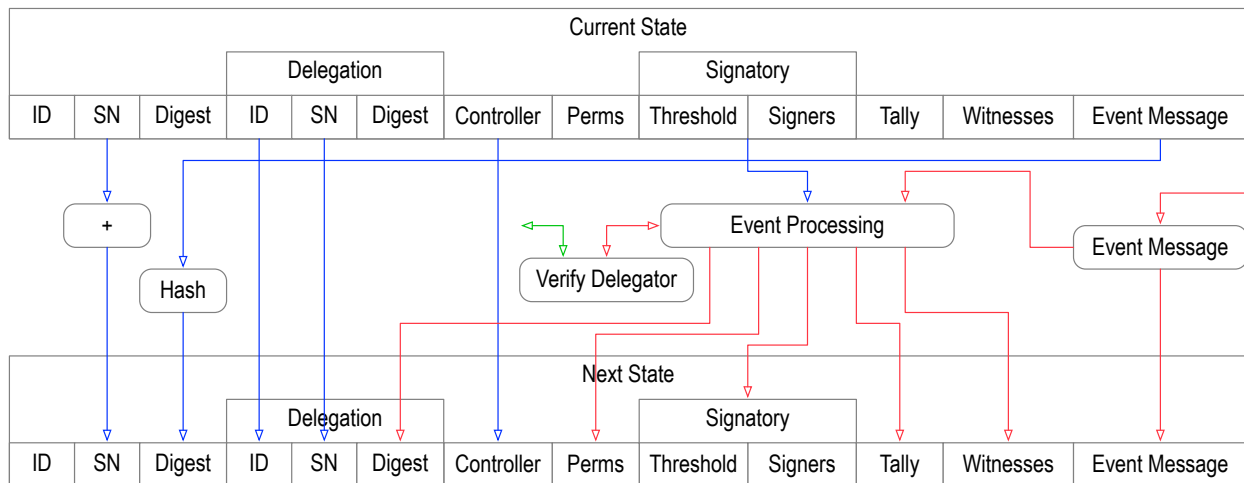 Current State
Delegation Signatory
ID SN Digest ID SN Digest Controller Perms Threshold Signers Tally Witnesses Event Message
+ Event Processing
Event Message
Verify Delegator
Hash
Next State
Delegation Signatory
ID SN Digest ID SN Digest Controller Perms Threshold Signers Tally Witnesses Event Message